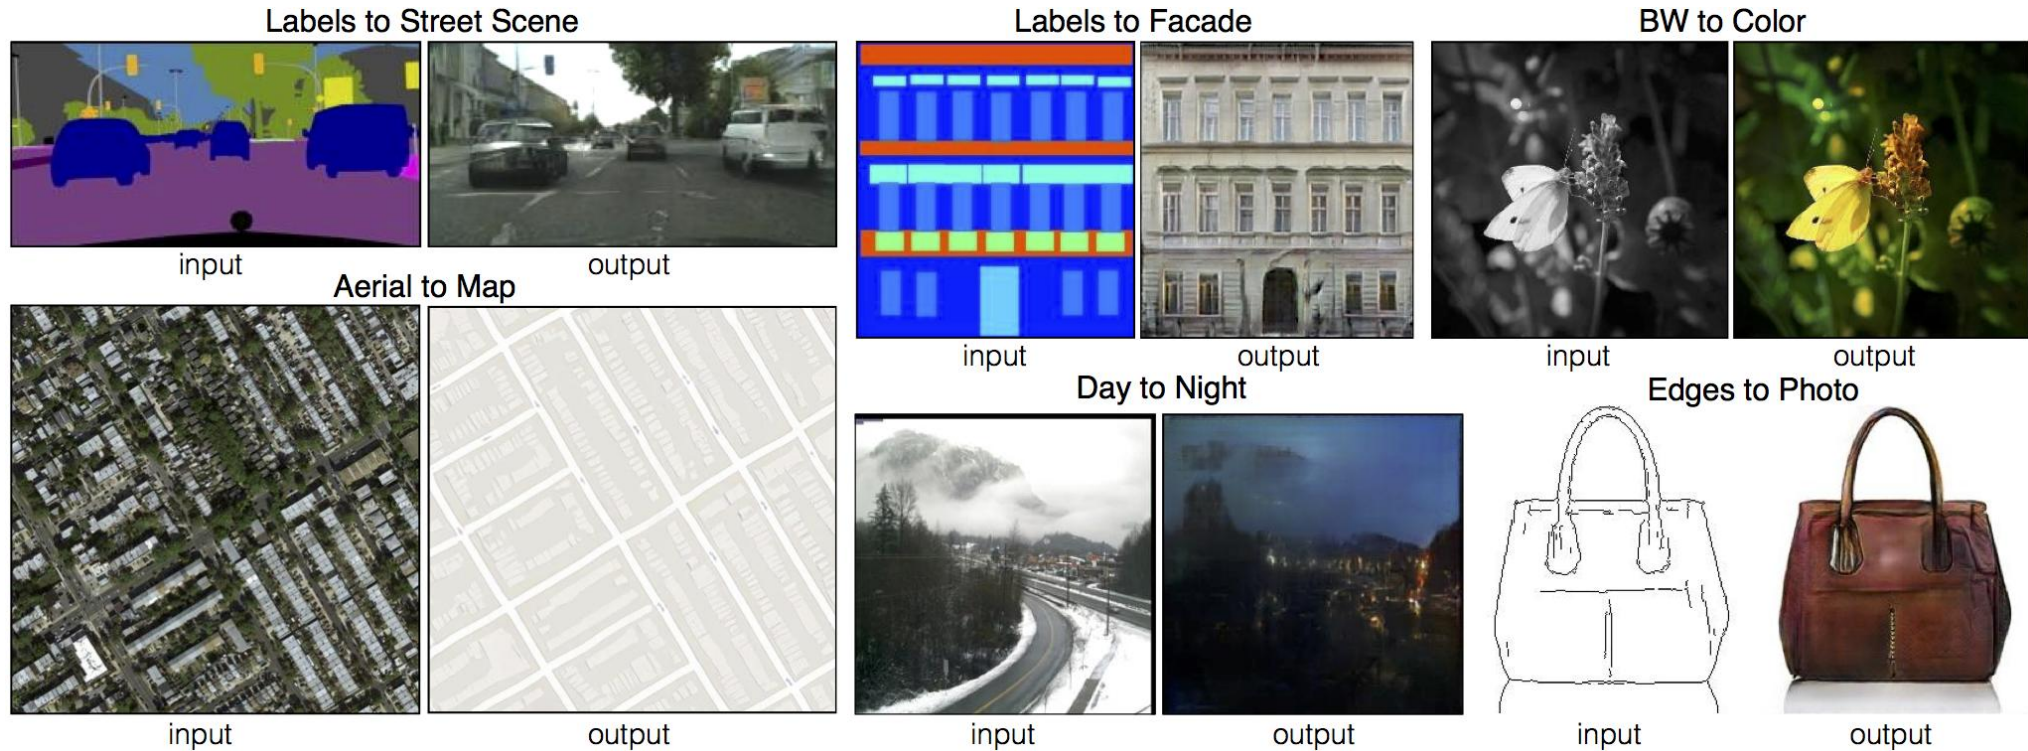 Labels to Street Scene
input
output
Labels to Facade
input
output
BW to Color
input
output
Aerial to Map
input
output
Day to Night
input
output
Edges to Photo
input
output